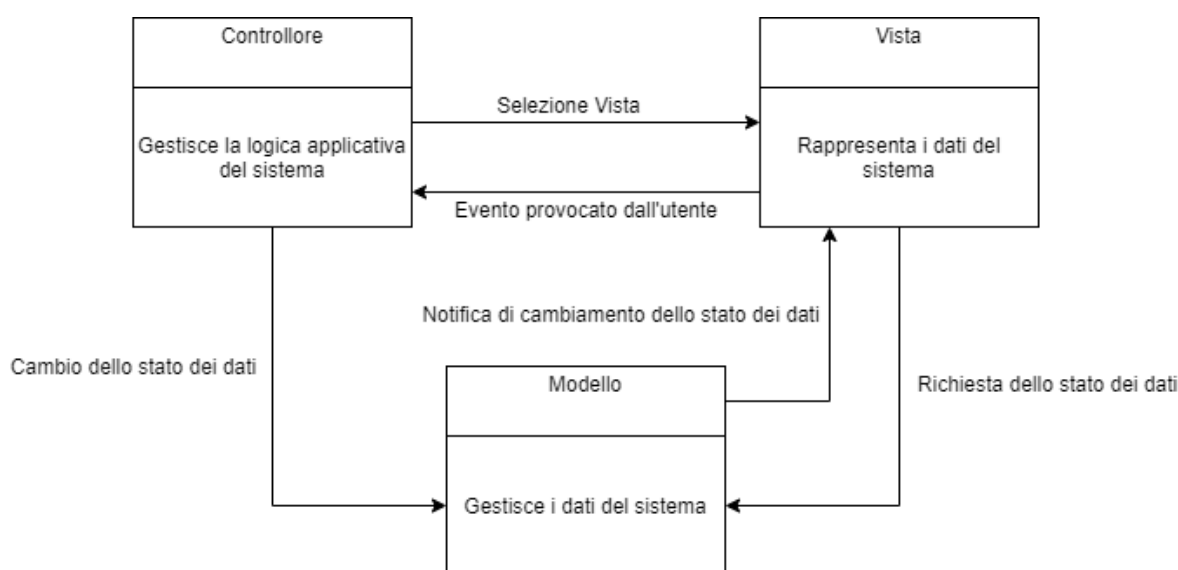 Controllore
Vista
Selezione Vista
Gestisce la logica applicativa
del sistema
Rappresenta i dati del
sistema
Evento provocato dall'utente
Notifica di cambiamento dello stato dei dati
Cambio dello stato dei dati
Modello
Richiesta dello stato dei dati
Gestisce i dati del sistema